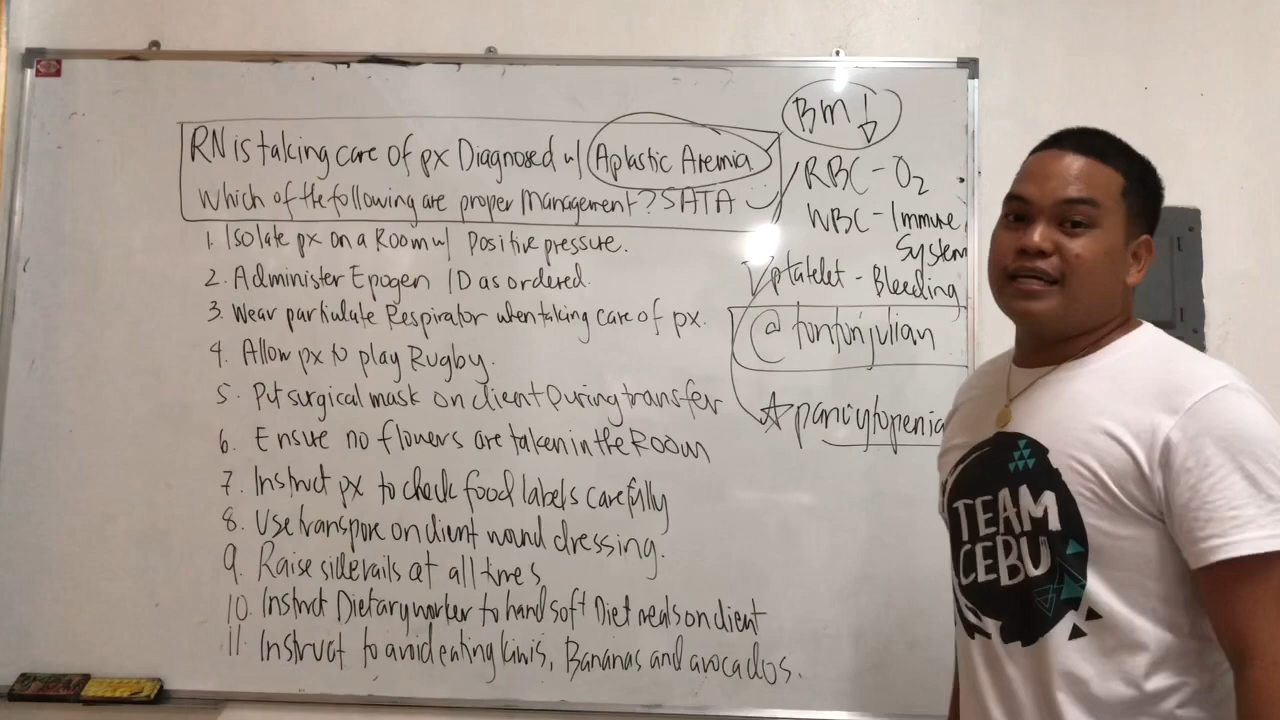 RN is taking care of px Diagnosed w/ Aplastic Anemia
Which of the following are proper Management? SATA
1. Isolate px on a Room w/ Positive pressure.
2. Administer Epogen ID as ordered.
3. Wear partiulate Respirator when taking care of px.
4. Allow px to play Rugby.
5. Put surgical mask on client During transfer
6. Ensure no flowers are taken in the Room
7. Instruct px to check food labels carefully
8. Use transpore on client wound dressing.
9. Raise siderails at all times
10. Instruct Dietary worker to hand soft Diet meals on client
11. Instruct to avoid eating kiwis, Bananas and avocados.
BM ↓
RBC - O2
WBC - Immune
System
platelet - Bleeding
@tontonjulian
☆ pancytopenia
TEAM
CEBU